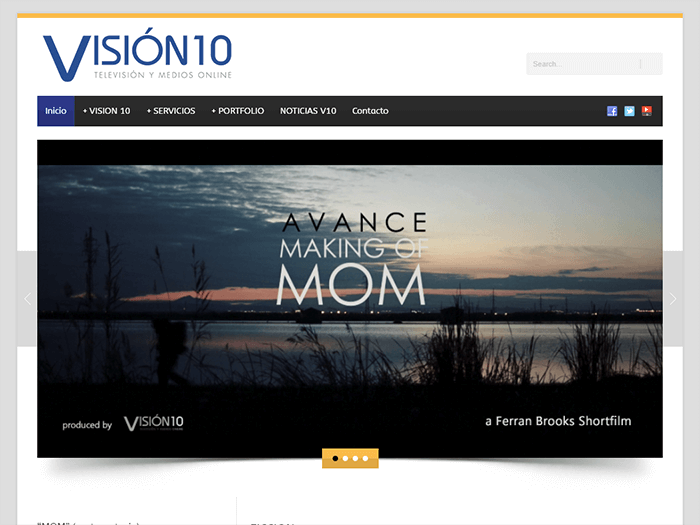 VISIÓN10
TELEVISIÓN Y MEDIOS ONLINE
Search...
Inicio + VISION 10 + SERVICIOS + PORTFOLIO NOTICIAS V10 Contacto
AVANCE
MAKING OF
MOM
produced by VISIÓN10
a Ferran Brooks Shortfilm